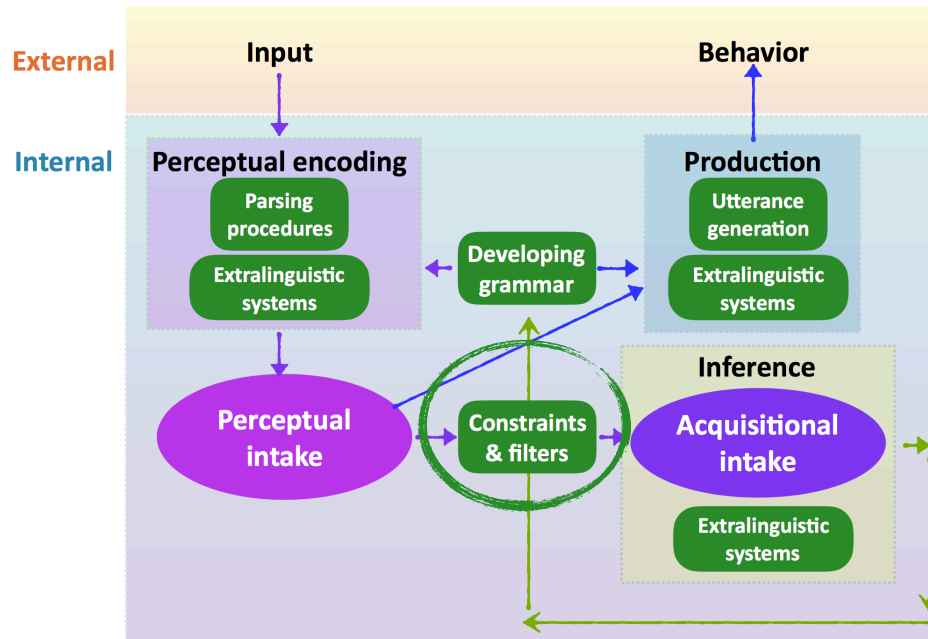 External
Input
Behavior
Internal
Perceptual encoding
Parsing
procedures
Extralinguistic
systems
Developing
grammar
Production
Utterance
generation
Extralinguistic
systems
Perceptual
intake
Constraints
& filters
Inference
Acquisitional
intake
Extralinguistic
systems